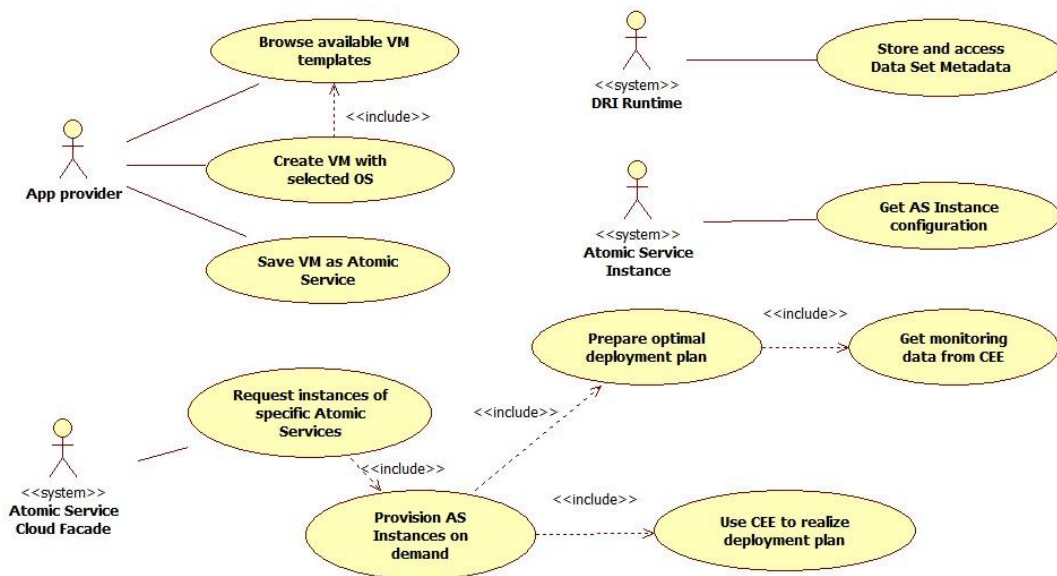 Browse available VM
templates
<<include>>
App provider
Create VM with
selected OS
Save VM as Atomic
Service
<<system>>
DRI Runtime
Store and access
Data Set Metadata
<<system>>
Atomic Service
Instance
Get AS Instance
configuration
Prepare optimal
deployment plan
<<include>>
Get monitoring
data from CEE
Request instances of
specific Atomic
Services
<<include>>
<<include>>
<<system>>
Atomic Service
Cloud Facade
Provision AS
Instances on
demand
<<include>>
Use CEE to realize
deployment plan